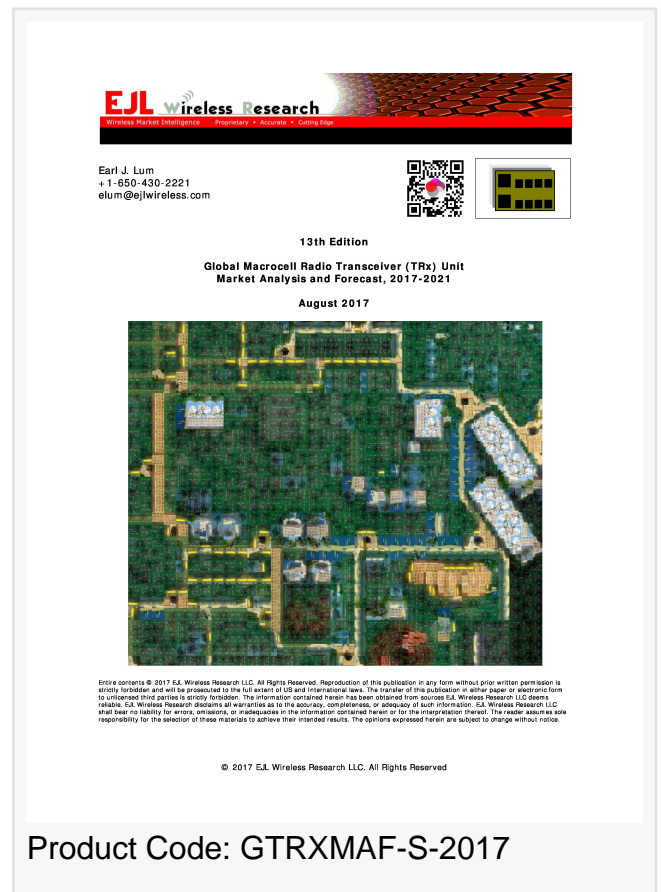 EJL Wireless Research
Wireless Market Intelligence Proprietary • Accurate • Cutting Edge
Earl J. Lum
+1-650-430-2221
elum@ejlwireless.com
13th Edition
Global Macrocell Radio Transceiver (TRx) Unit
Market Analysis and Forecast, 2017-2021
August 2017
Entire contents © 2017 EJL Wireless Research LLC. All Rights Reserved. Reproduction of this publication in any form without prior written permission is
strictly forbidden and will be prosecuted to the full extent of US and International laws. The transfer of this publication in either paper or electronic form
to unlicensed third parties is strictly forbidden. The information contained herein has been obtained from sources EJL Wireless Research LLC deems
reliable. EJL Wireless Research disclaims all warranties as to the accuracy, completeness, or adequacy of such information. EJL Wireless Research LLC
shall bear no liability for errors, omissions, or inadequacies in the information contained herein or for the interpretation thereof. The reader assumes sole
responsibility for the selection of these materials to achieve their intended results. The opinions expressed herein are subject to change without notice.
© 2017 EJL Wireless Research LLC. All Rights Reserved
Product Code: GTRXMAF-S-2017